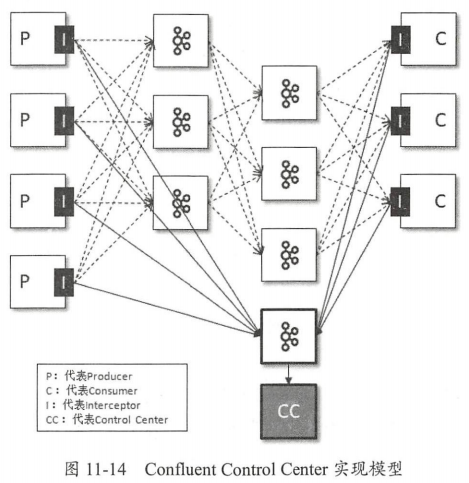 P I
I C
P I
I C
P I
I C
P I
P：代表Producer
C：代表Consumer
I：代表Interceptor
CC：代表Control Center
CC
图 11-14 Confluent Control Center 实现模型